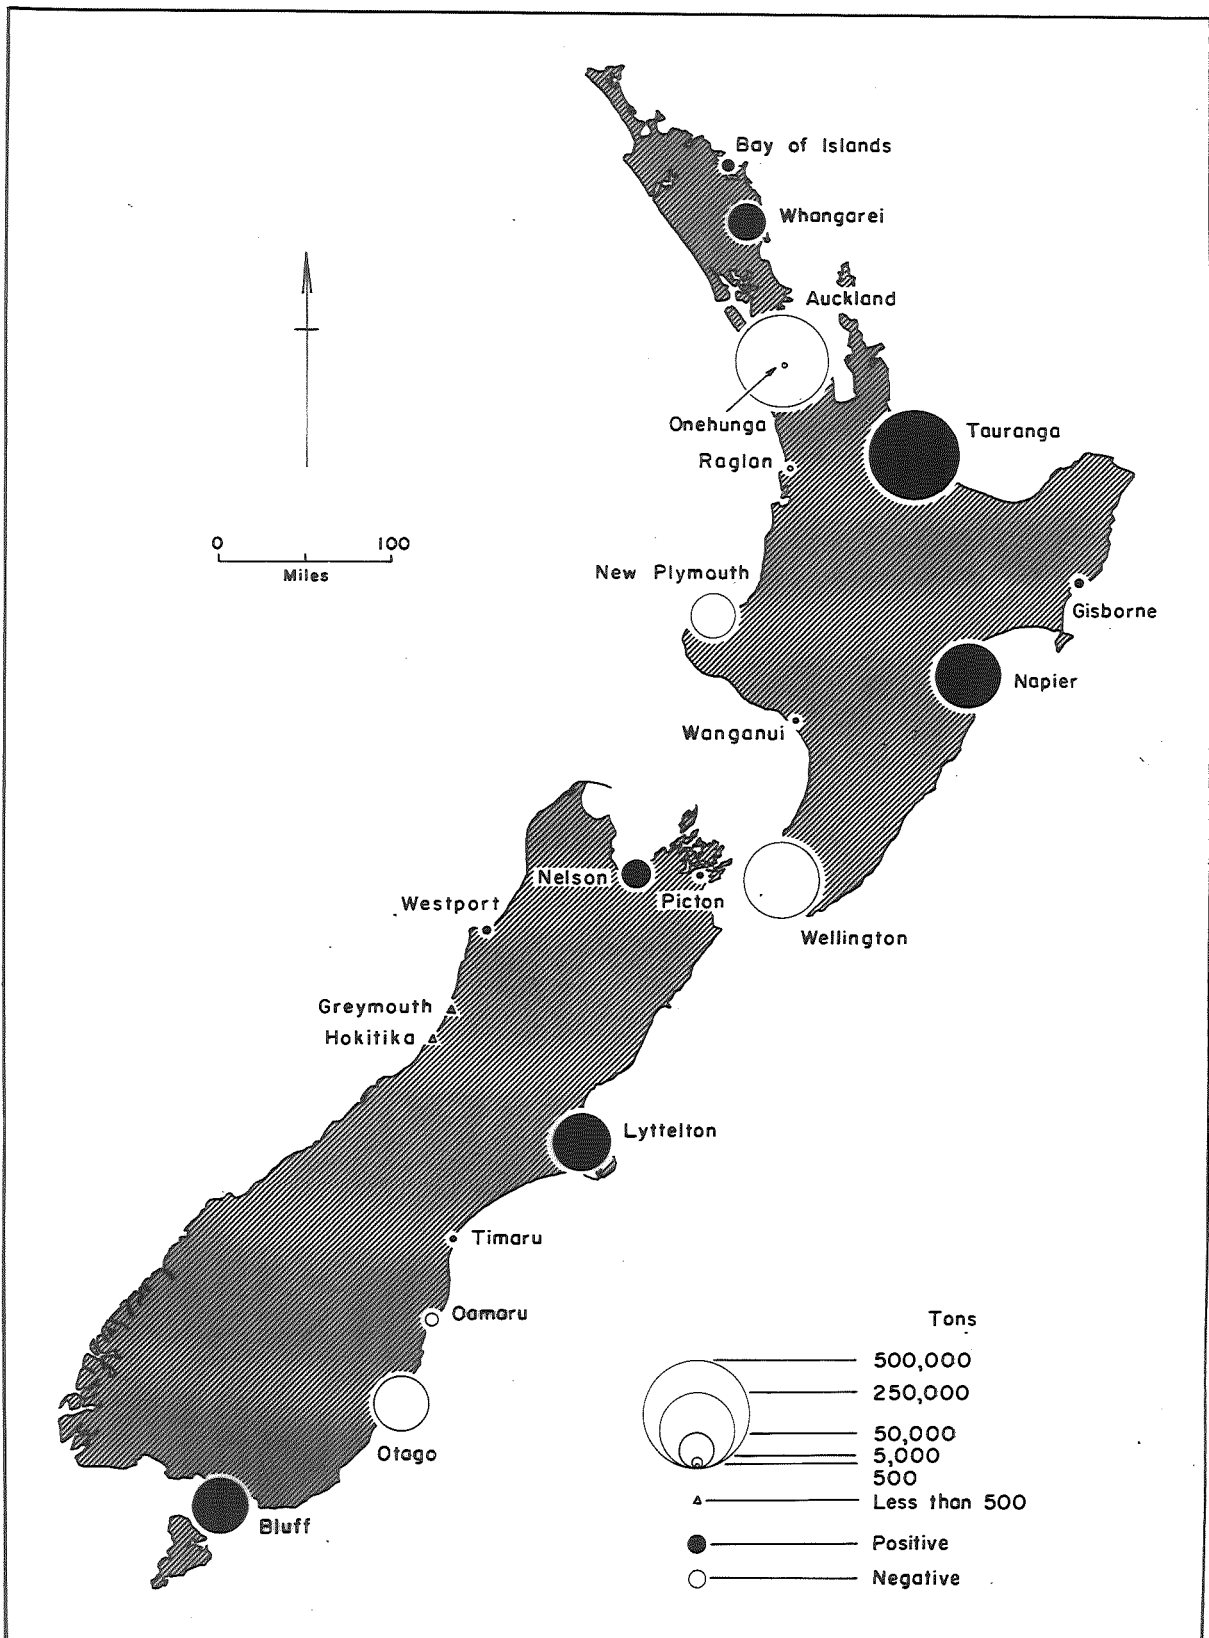 Bay of Islands
Whangarei
Auckland
Onehunga
Raglan
Tauranga
0 100
Miles
New Plymouth
Gisborne
Napier
Wanganui
Nelson
Picton
Westport
Wellington
Greymouth
Hokitika
Lyttelton
Timaru
Oamaru
Otago
Bluff
Tons
500,000
250,000
50,000
5,000
500
Less than 500
Positive
Negative